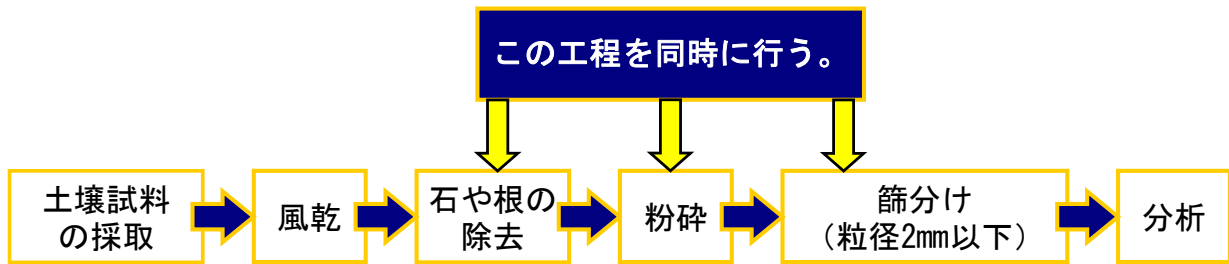 この工程を同時に行う。
土壌試料
の採取
風乾
石や根の
除去
粉砕
篩分け
（粒径2mm以下）
分析